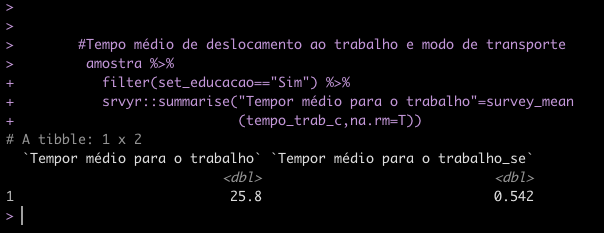 >
>
> #Tempo médio de deslocamento ao trabalho e modo de transporte
> amostra %>%
+ filter(set_educacao=="Sim") %>%
+ srvyr::summarise("Tempor médio para o trabalho"=survey_mean
+ (tempo_trab_c,na.rm=T))
# A tibble: 1 x 2
`Tempor médio para o trabalho` `Tempor médio para o trabalho_se`
<dbl> <dbl>
1 25.8 0.542
>